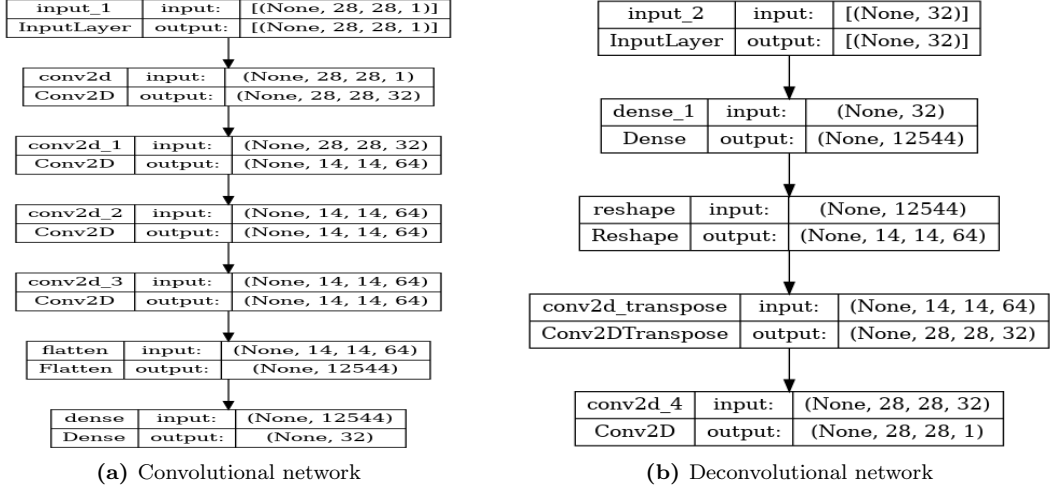 input_1 input: [(None, 28, 28, 1)]
InputLayer output: [(None, 28, 28, 1)]
conv2d input: (None, 28, 28, 1)
Conv2D output: (None, 28, 28, 32)
conv2d_1 input: (None, 28, 28, 32)
Conv2D output: (None, 14, 14, 64)
conv2d_2 input: (None, 14, 14, 64)
Conv2D output: (None, 14, 14, 64)
conv2d_3 input: (None, 14, 14, 64)
Conv2D output: (None, 14, 14, 64)
flatten input: (None, 14, 14, 64)
Flatten output: (None, 12544)
dense input: (None, 12544)
Dense output: (None, 32)
(a) Convolutional network
input_2 input: [(None, 32)]
InputLayer output: [(None, 32)]
dense_1 input: (None, 32)
Dense output: (None, 12544)
reshape input: (None, 12544)
Reshape output: (None, 14, 14, 64)
conv2d_transpose input: (None, 14, 14, 64)
Conv2DTranspose output: (None, 28, 28, 32)
conv2d_4 input: (None, 28, 28, 32)
Conv2D output: (None, 28, 28, 1)
(b) Deconvolutional network